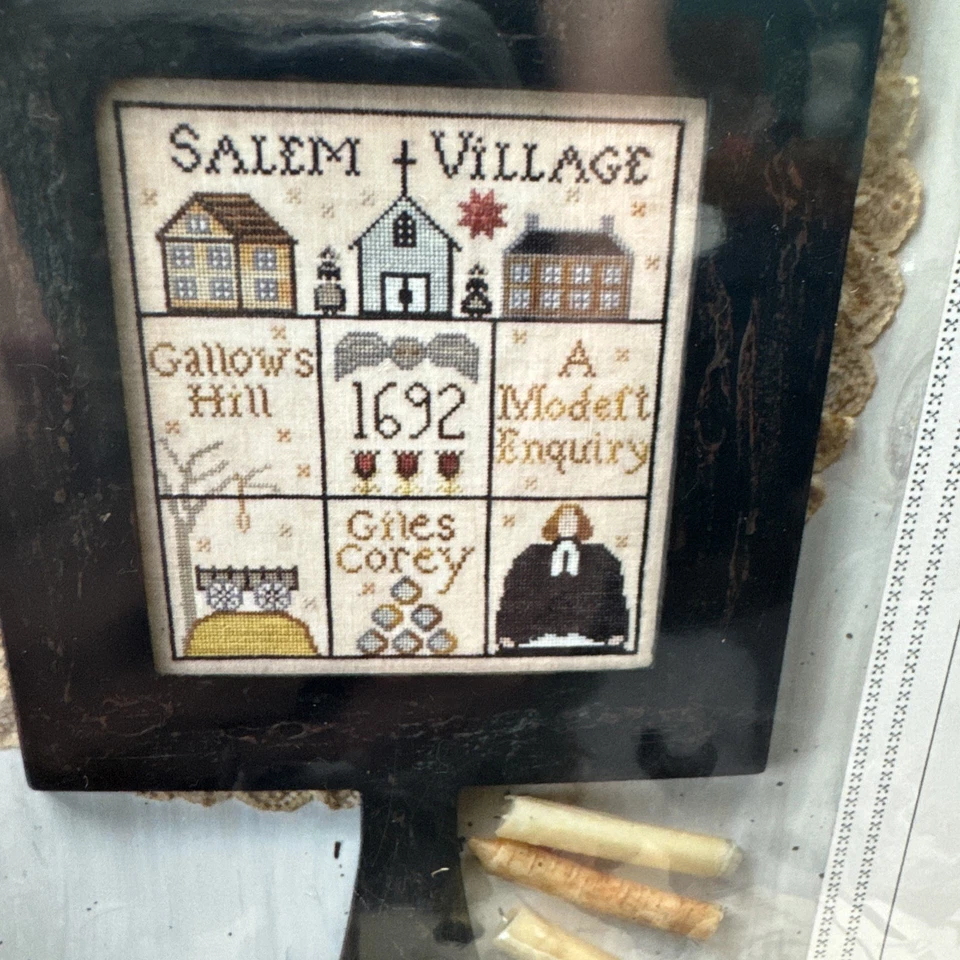 SALEM VILLAGE
Gallows
Hill
1692
A
Modeſt
Enquiry
Giles
Corey